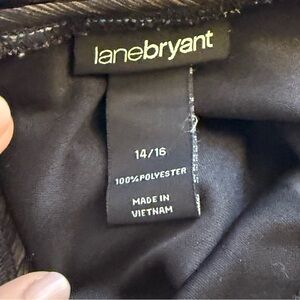 lanebryant
14/16
100% POLYESTER
MADE IN
VIETNAM